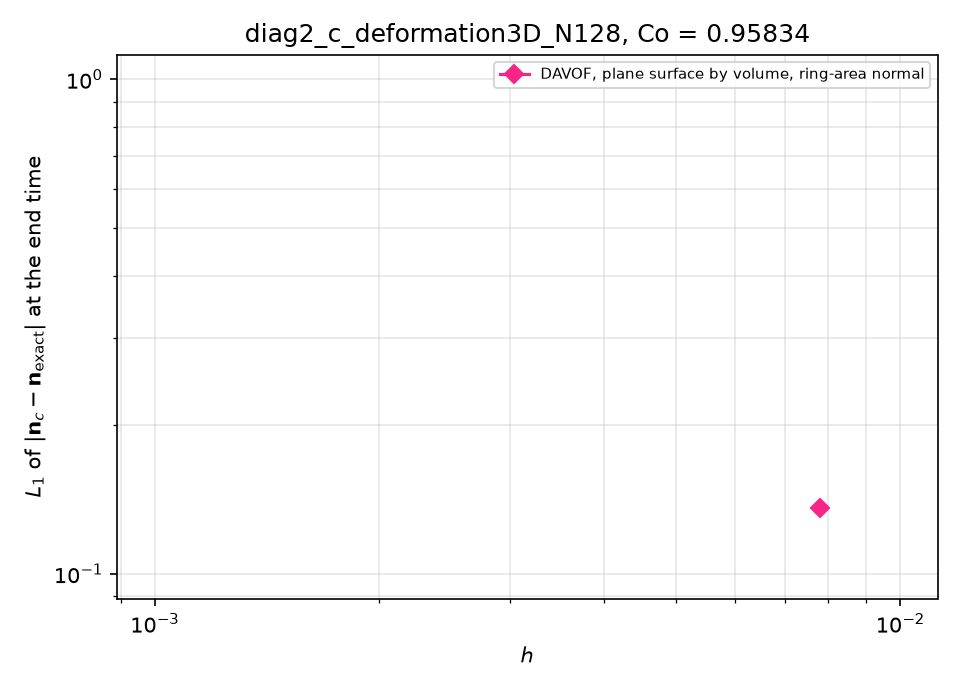 diag2_c_deformation3D_N128, Co = 0.95834
DAVOF, plane surface by volume, ring-area normal
10⁰
10⁻¹
L₁ of |n_c − n_exact| at the end time
10⁻³
10⁻²
h